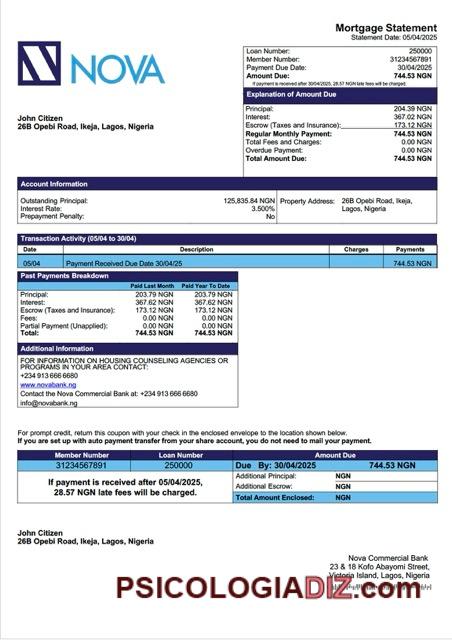 Mortgage Statement
Statement Date: 05/04/2025
NOVA
Loan Number: 250000
Member Number: 31234567891
Payment Due Date: 30/04/2025
Amount Due: 744.53 NGN
If payment is received after 30/04/2025, 28.57 NGN late fees will be charged.
Explanation of Amount Due
Principal: 204.39 NGN
Interest: 367.02 NGN
Escrow (Taxes and Insurance): 173.12 NGN
Regular Monthly Payment: 744.53 NGN
Total Fees and Charges: 0.00 NGN
Overdue Payment: 0.00 NGN
Total Amount Due: 744.53 NGN
John Citizen
26B Opebi Road, Ikeja, Lagos, Nigeria
Account Information
Outstanding Principal: 125,835.84 NGN Property Address: 26B Opebi Road, Ikeja,
Interest Rate: 3.500% Lagos, Nigeria
Prepayment Penalty: No
Transaction Activity (05/04 to 30/04)
Date Description Charges Payments
05/04 Payment Received Due Date 30/04/25 744.53 NGN
Past Payments Breakdown
Paid Last Month Paid Year To Date
Principal: 203.79 NGN 203.79 NGN
Interest: 367.62 NGN 367.62 NGN
Escrow (Taxes and Insurance): 173.12 NGN 173.12 NGN
Fees: 0.00 NGN 0.00 NGN
Partial Payment (Unapplied): 0.00 NGN 0.00 NGN
Total: 744.53 NGN 744.53 NGN
Additional Information
FOR INFORMATION ON HOUSING COUNSELING AGENCIES OR
PROGRAMS IN YOUR AREA CONTACT:
+234 913 666 6680
www.novabank.ng
Contact the Nova Commercial Bank at: +234 913 666 6680
info@novabank.ng
For prompt credit, return this coupon with your check in the enclosed envelope to the location shown below.
If you are set up with auto payment transfer from your share account, you do not need to mail your payment.
Member Number Loan Number Amount Due
31234567891 250000 Due By: 30/04/2025 744.53 NGN
If payment is received after 05/04/2025,
28.57 NGN late fees will be charged.
Additional Principal: NGN
Additional Escrow: NGN
Total Amount Enclosed: NGN
John Citizen
26B Opebi Road, Ikeja, Lagos, Nigeria
Nova Commercial Bank
23 & 18 Kofo Abayomi Street,
Victoria Island, Lagos, Nigeria
PSICOLOGIADIZ.com